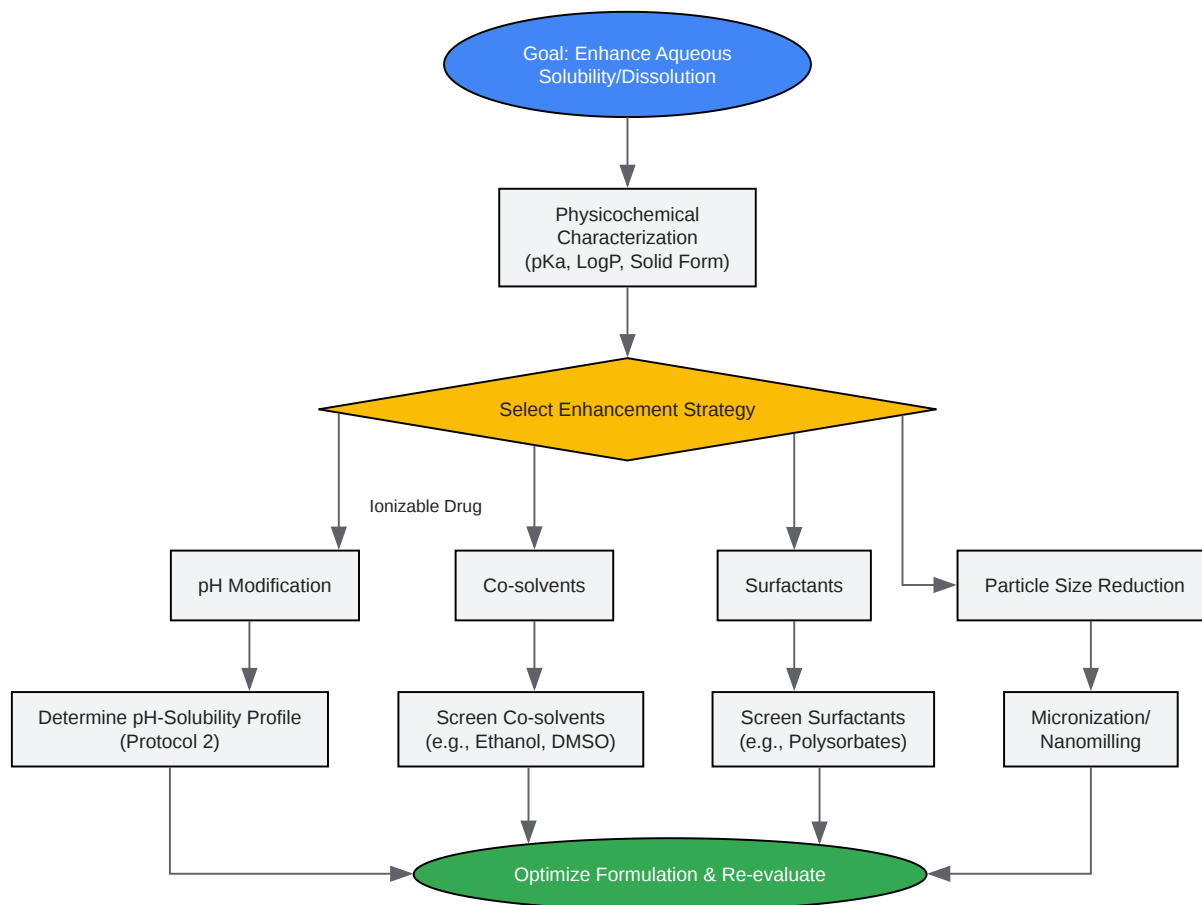 Goal: Enhance Aqueous
Solubility/Dissolution
Physicochemical
Characterization
(pKa, LogP, Solid Form)
Select Enhancement Strategy
Ionizable Drug
pH Modification
Co-solvents
Surfactants
Particle Size Reduction
Determine pH-Solubility Profile
(Protocol 2)
Screen Co-solvents
(e.g., Ethanol, DMSO)
Screen Surfactants
(e.g., Polysorbates)
Micronization/
Nanomilling
Optimize Formulation & Re-evaluate